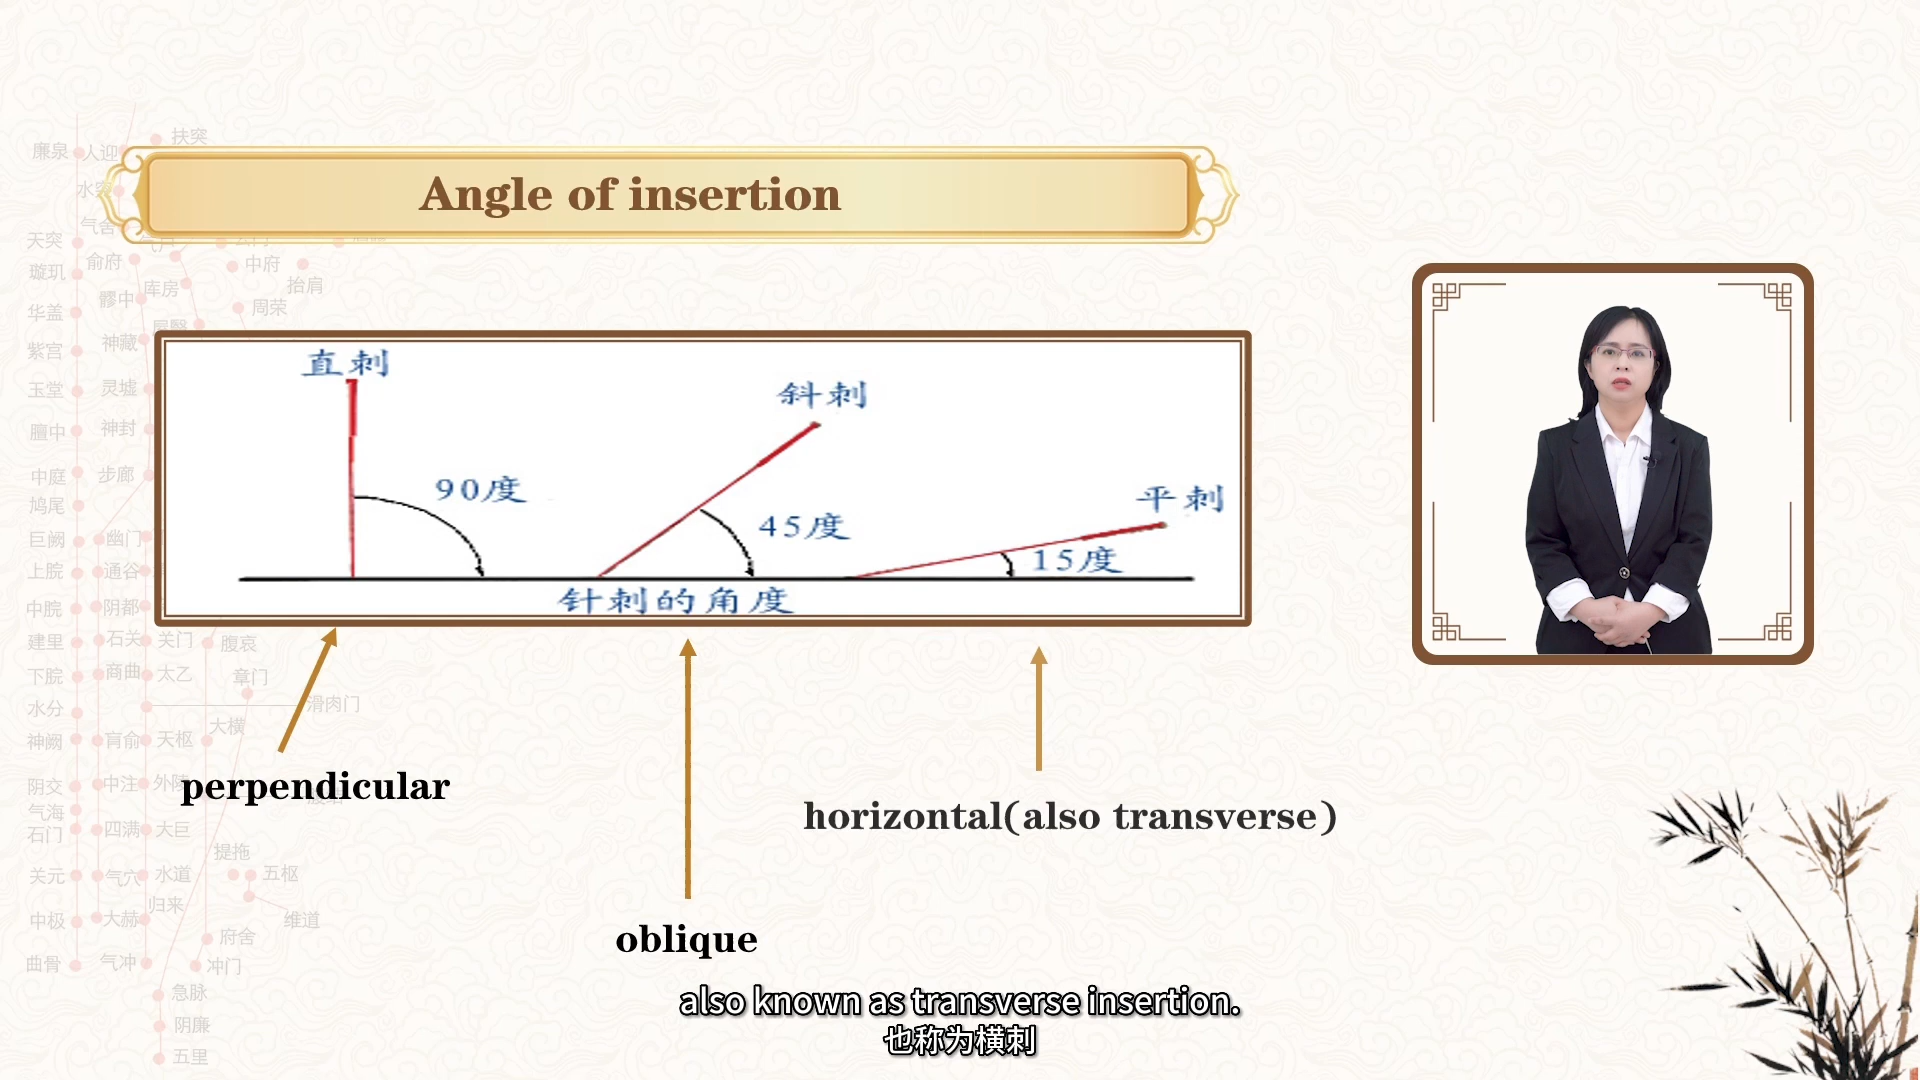 Angle of insertion
直刺
斜刺
平刺
90度
45度
15度
针刺的角度
perpendicular
oblique
horizontal(also transverse)
also known as transverse insertion.
也称为横刺
扶突
廉泉 人迎
水突
气舍
天突
俞府
中府
璇玑
库房
抬肩
华盖
周荣
神藏
紫宫
玉堂 灵墟
膻中 神封
中庭 步廊
鸠尾
巨阙 幽门
上脘 通谷
中脘 阴都
建里 石关 关门 腹哀
下脘 商曲 太乙 章门
水分 滑肉门
大横
神阙 肓俞 天枢
阴交 中注 外陵
气海
石门 四满 大巨
提拖
关元 气穴 水道 五枢
归来
中极 大赫 维道
府舍
曲骨 气冲 冲门
急脉
阴廉
五里